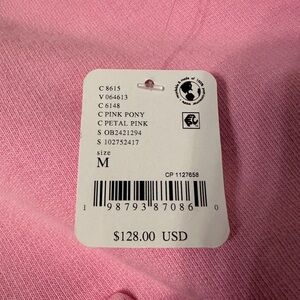 C 8615
V 064613
C 6148
C PINK PONY
C PETAL PINK
S OB2421294
S 102752417
size
M
CP 1127658
1 98793 87086 0
$128.00 USD